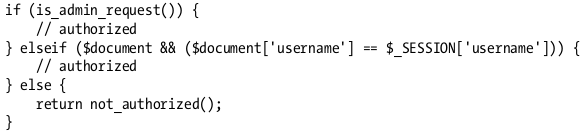 if (is_admin_request()) {
    // authorized
} elseif ($document && ($document['username'] == $_SESSION['username'])) {
    // authorized
} else {
    return not_authorized();
}